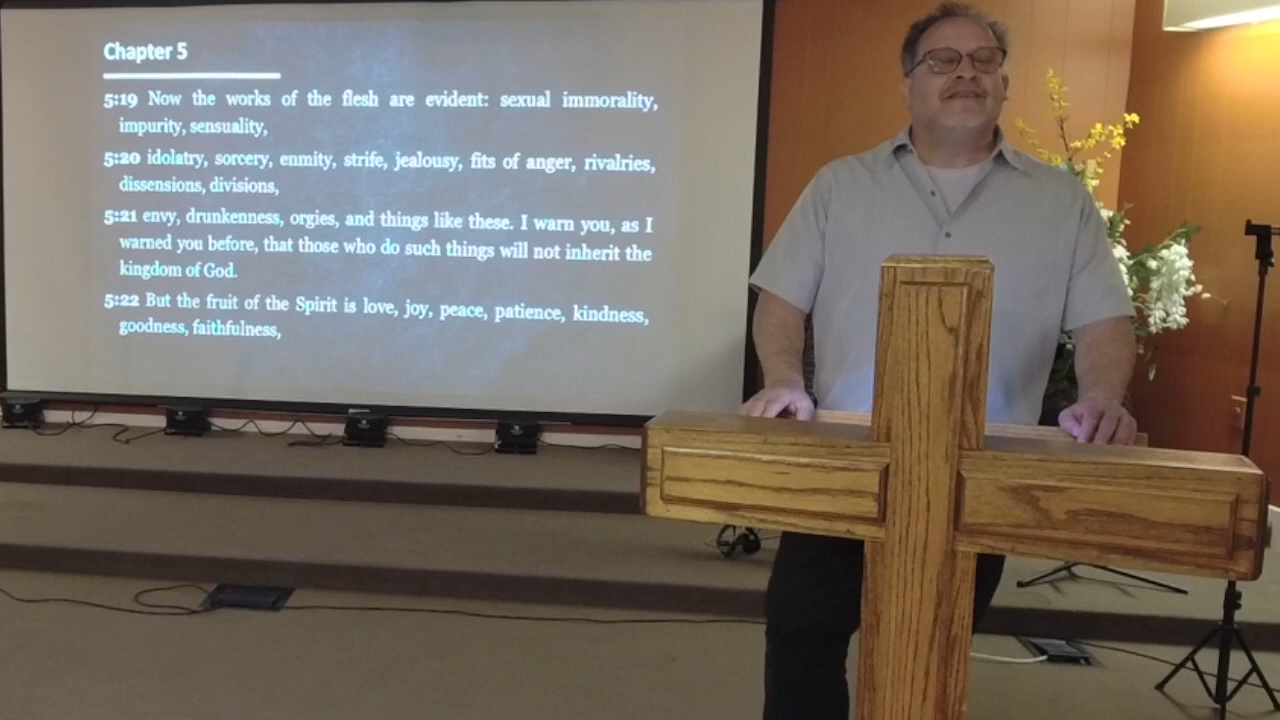 Chapter 5
5:19 Now the works of the flesh are evident: sexual immorality,
impurity, sensuality,
5:20 idolatry, sorcery, enmity, strife, jealousy, fits of anger, rivalries,
dissensions, divisions,
5:21 envy, drunkenness, orgies, and things like these. I warn you, as I
warned you before, that those who do such things will not inherit the
kingdom of God.
5:22 But the fruit of the Spirit is love, joy, peace, patience, kindness,
goodness, faithfulness,